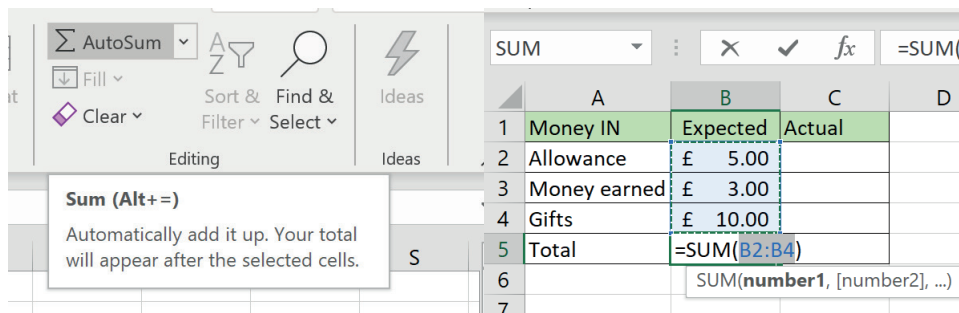 AutoSum
Fill
Clear
Sort & Filter
Find & Select
Ideas
Editing
Ideas
Sum (Alt+=)
Automatically add it up. Your total
will appear after the selected cells.
S
SUM fx =SUM(
A B C D
1 Money IN Expected Actual
2 Allowance £ 5.00
3 Money earned £ 3.00
4 Gifts £ 10.00
5 Total =SUM(B2:B4)
6 SUM(number1, [number2], ...)
7